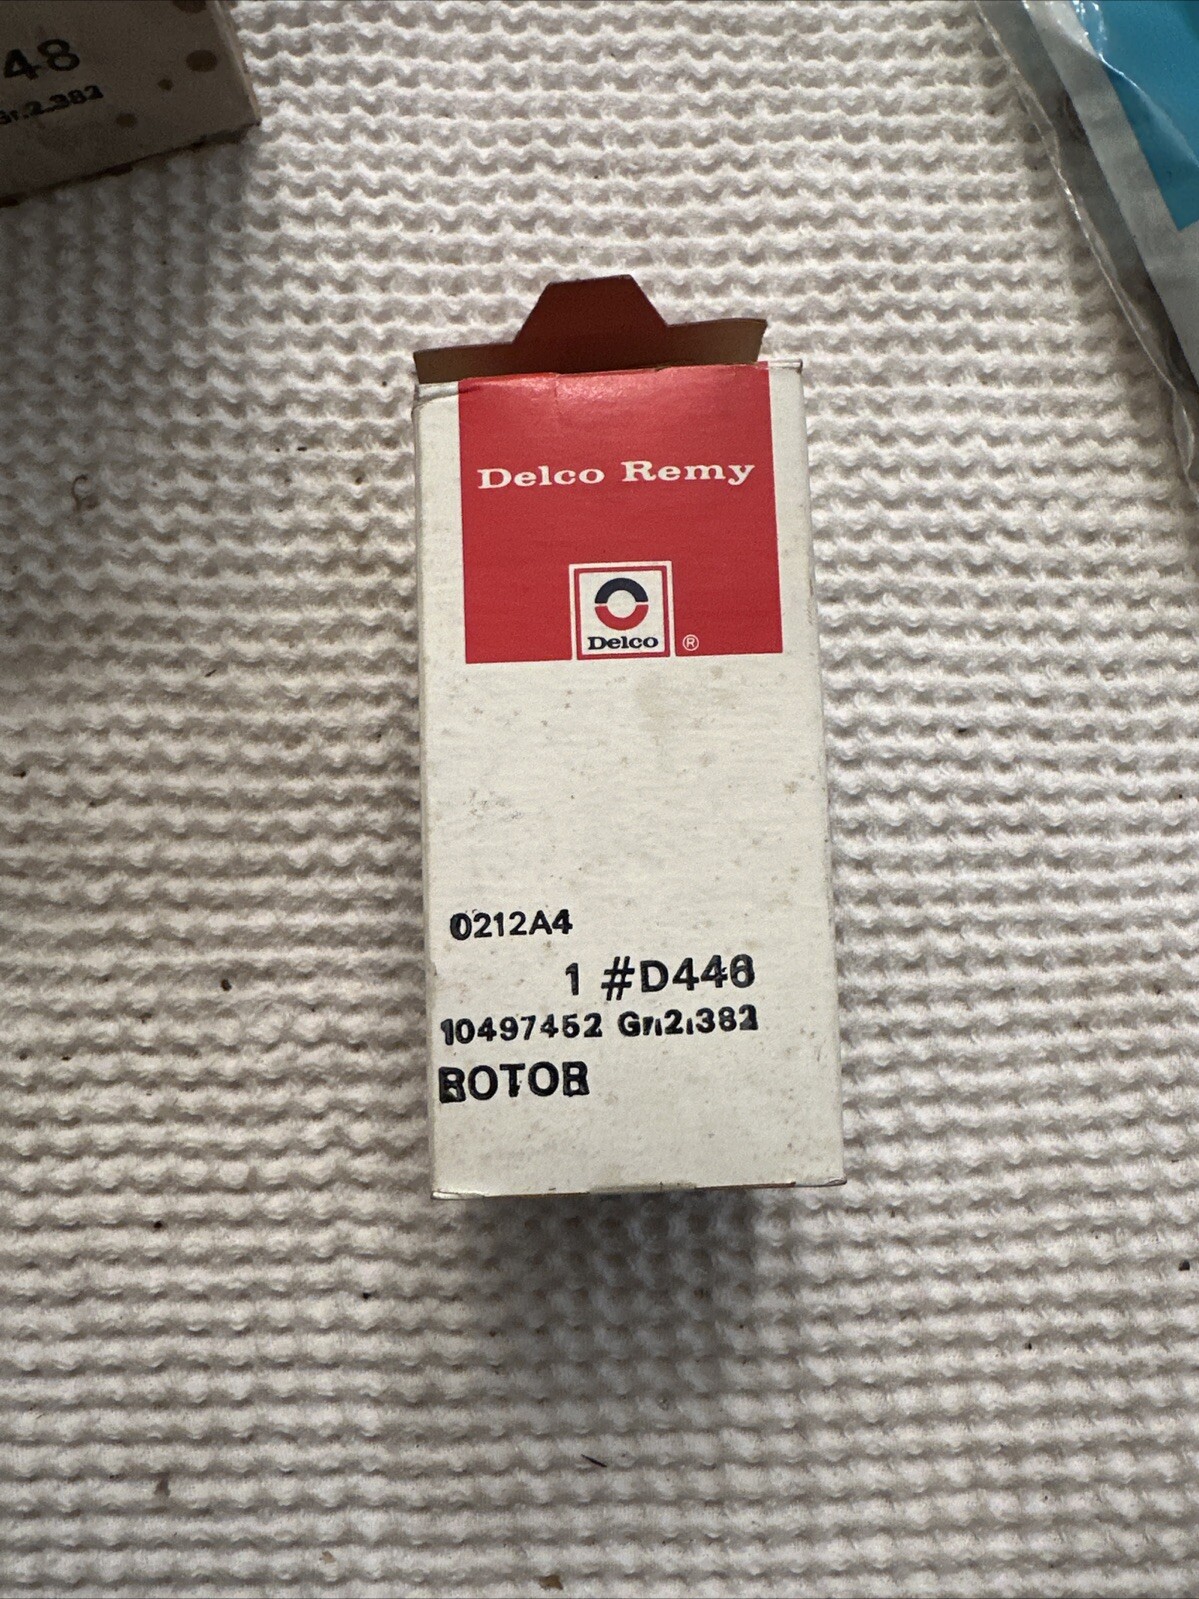 48
Gr.2.382
Delco Remy
Delco ®
0212A4
1 #D446
10497452 Gr.2.382
ROTOR